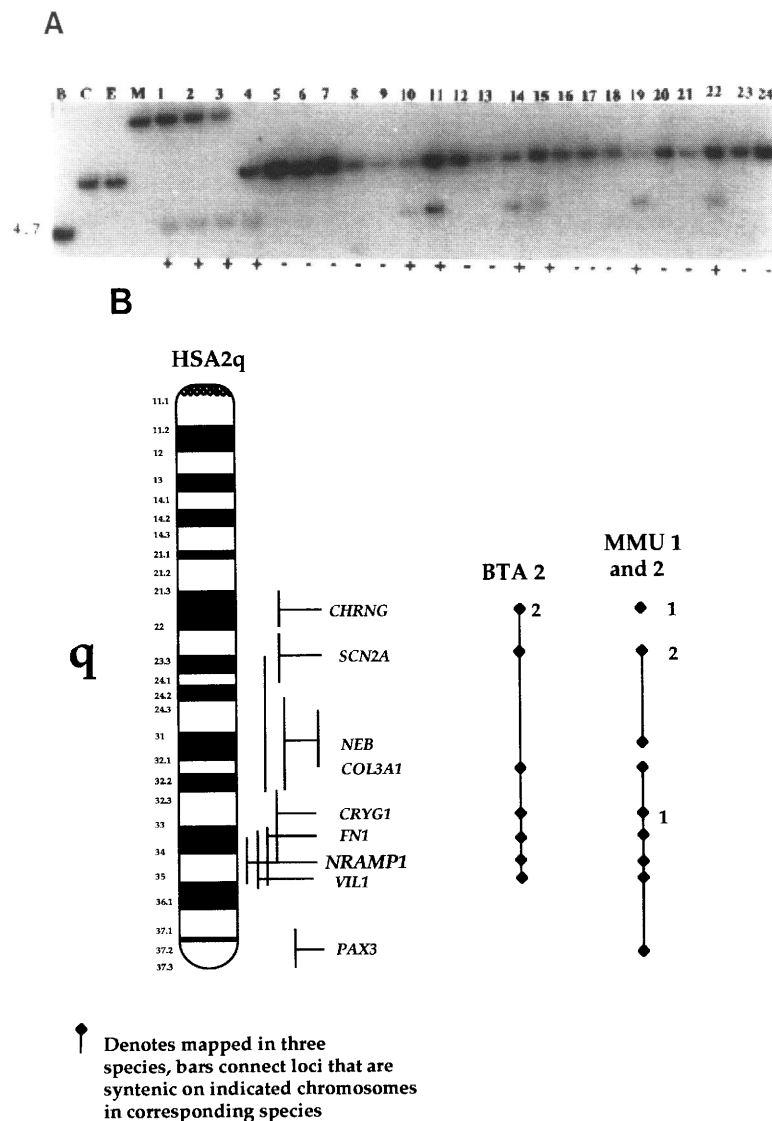 A
B C E M 1 2 3 4 5 6 7 8 9 10 11 12 13 14 15 16 17 18 19 20 21 22 23 24
4.7
+ + + + - - - - - + + - - + + - - - + - - + - -
B
HSA2q
11.1
11.2
12
13
14.1
14.2
14.3
21.1
21.2
21.3
22
23.3
24.1
24.2
24.3
31
32.1
32.2
32.3
33
34
35
36.1
37.1
37.2
37.3
q
CHRNG
SCN2A
NEB
COL3A1
CRYG1
FN1
NRAMP1
VIL1
PAX3
BTA 2
2
MMU 1
and 2
1
2
1
Denotes mapped in three
species, bars connect loci that are
syntenic on indicated chromosomes
in corresponding species